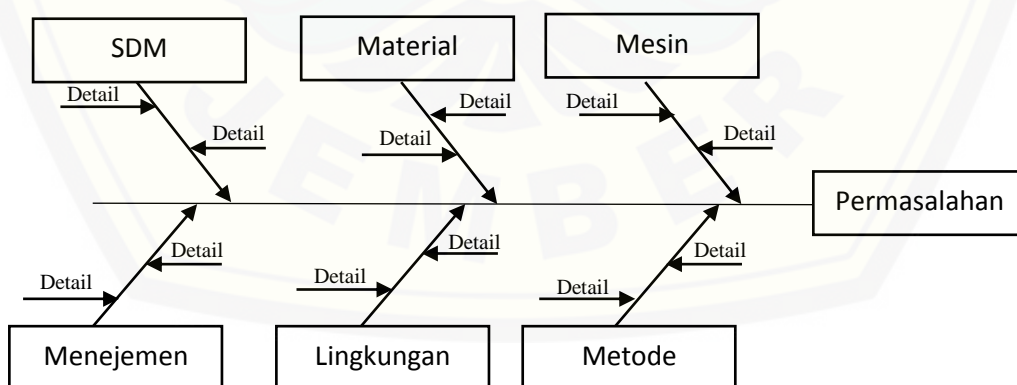 SDM
Material
Mesin
Detail
Detail
Detail
Detail
Detail
Detail
Permasalahan
Detail
Detail
Detail
Detail
Detail
Detail
Menejemen
Lingkungan
Metode
JEMBER